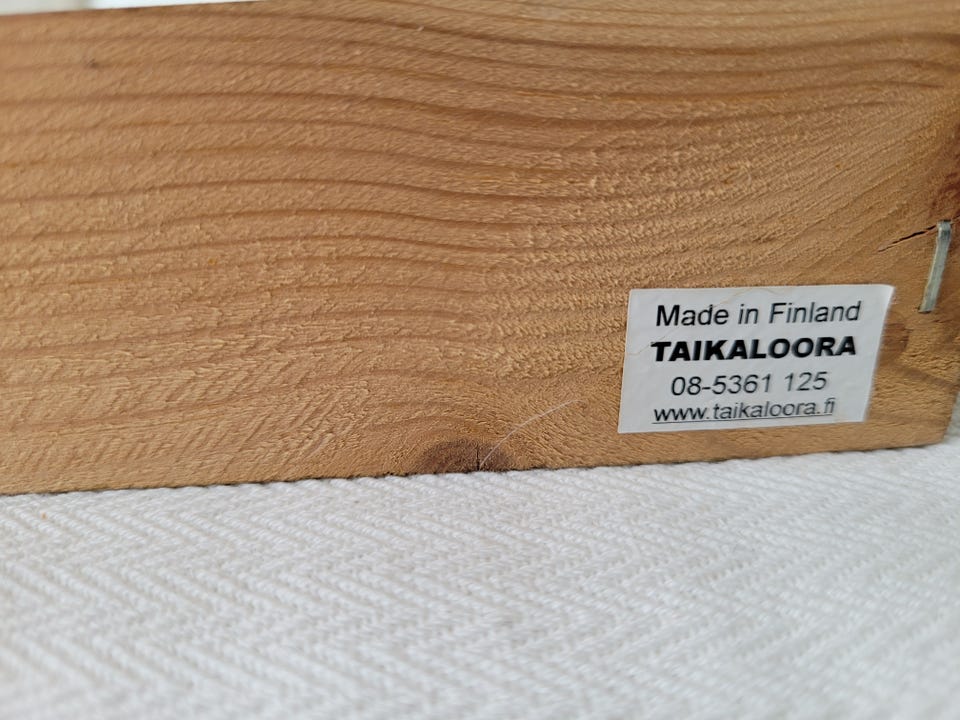 Made in Finland
TAIKALOORA
08-5361 125
www.taikaloora.fi